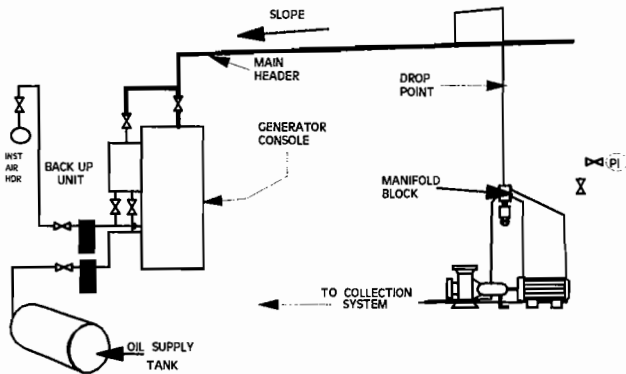 SLOPE
MAIN
HEADER
DROP
POINT
GENERATOR
CONSOLE
INST
AIR
HDR
BACK UP
UNIT
PI
MANIFOLD
BLOCK
TO COLLECTION
SYSTEM
OIL SUPPLY
TANK